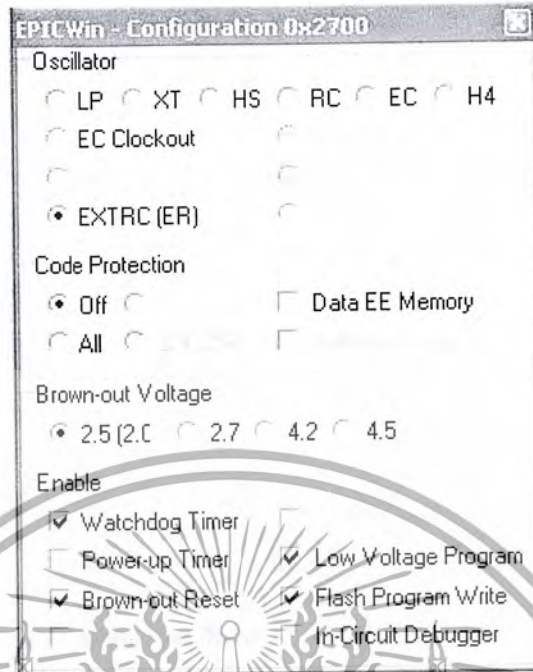 EPICWin - Configuration 0x2700
Oscillator
LP XT HS RC EC H4
EC Clockout
EXTRC (ER)
Code Protection
Off Data EE Memory
All
Brown-out Voltage
2.5 (2.0 2.7 4.2 4.5
Enable
Watchdog Timer
Power-up Timer Low Voltage Program
Brown-out Reset Flash Program Write
In-Circuit Debugger